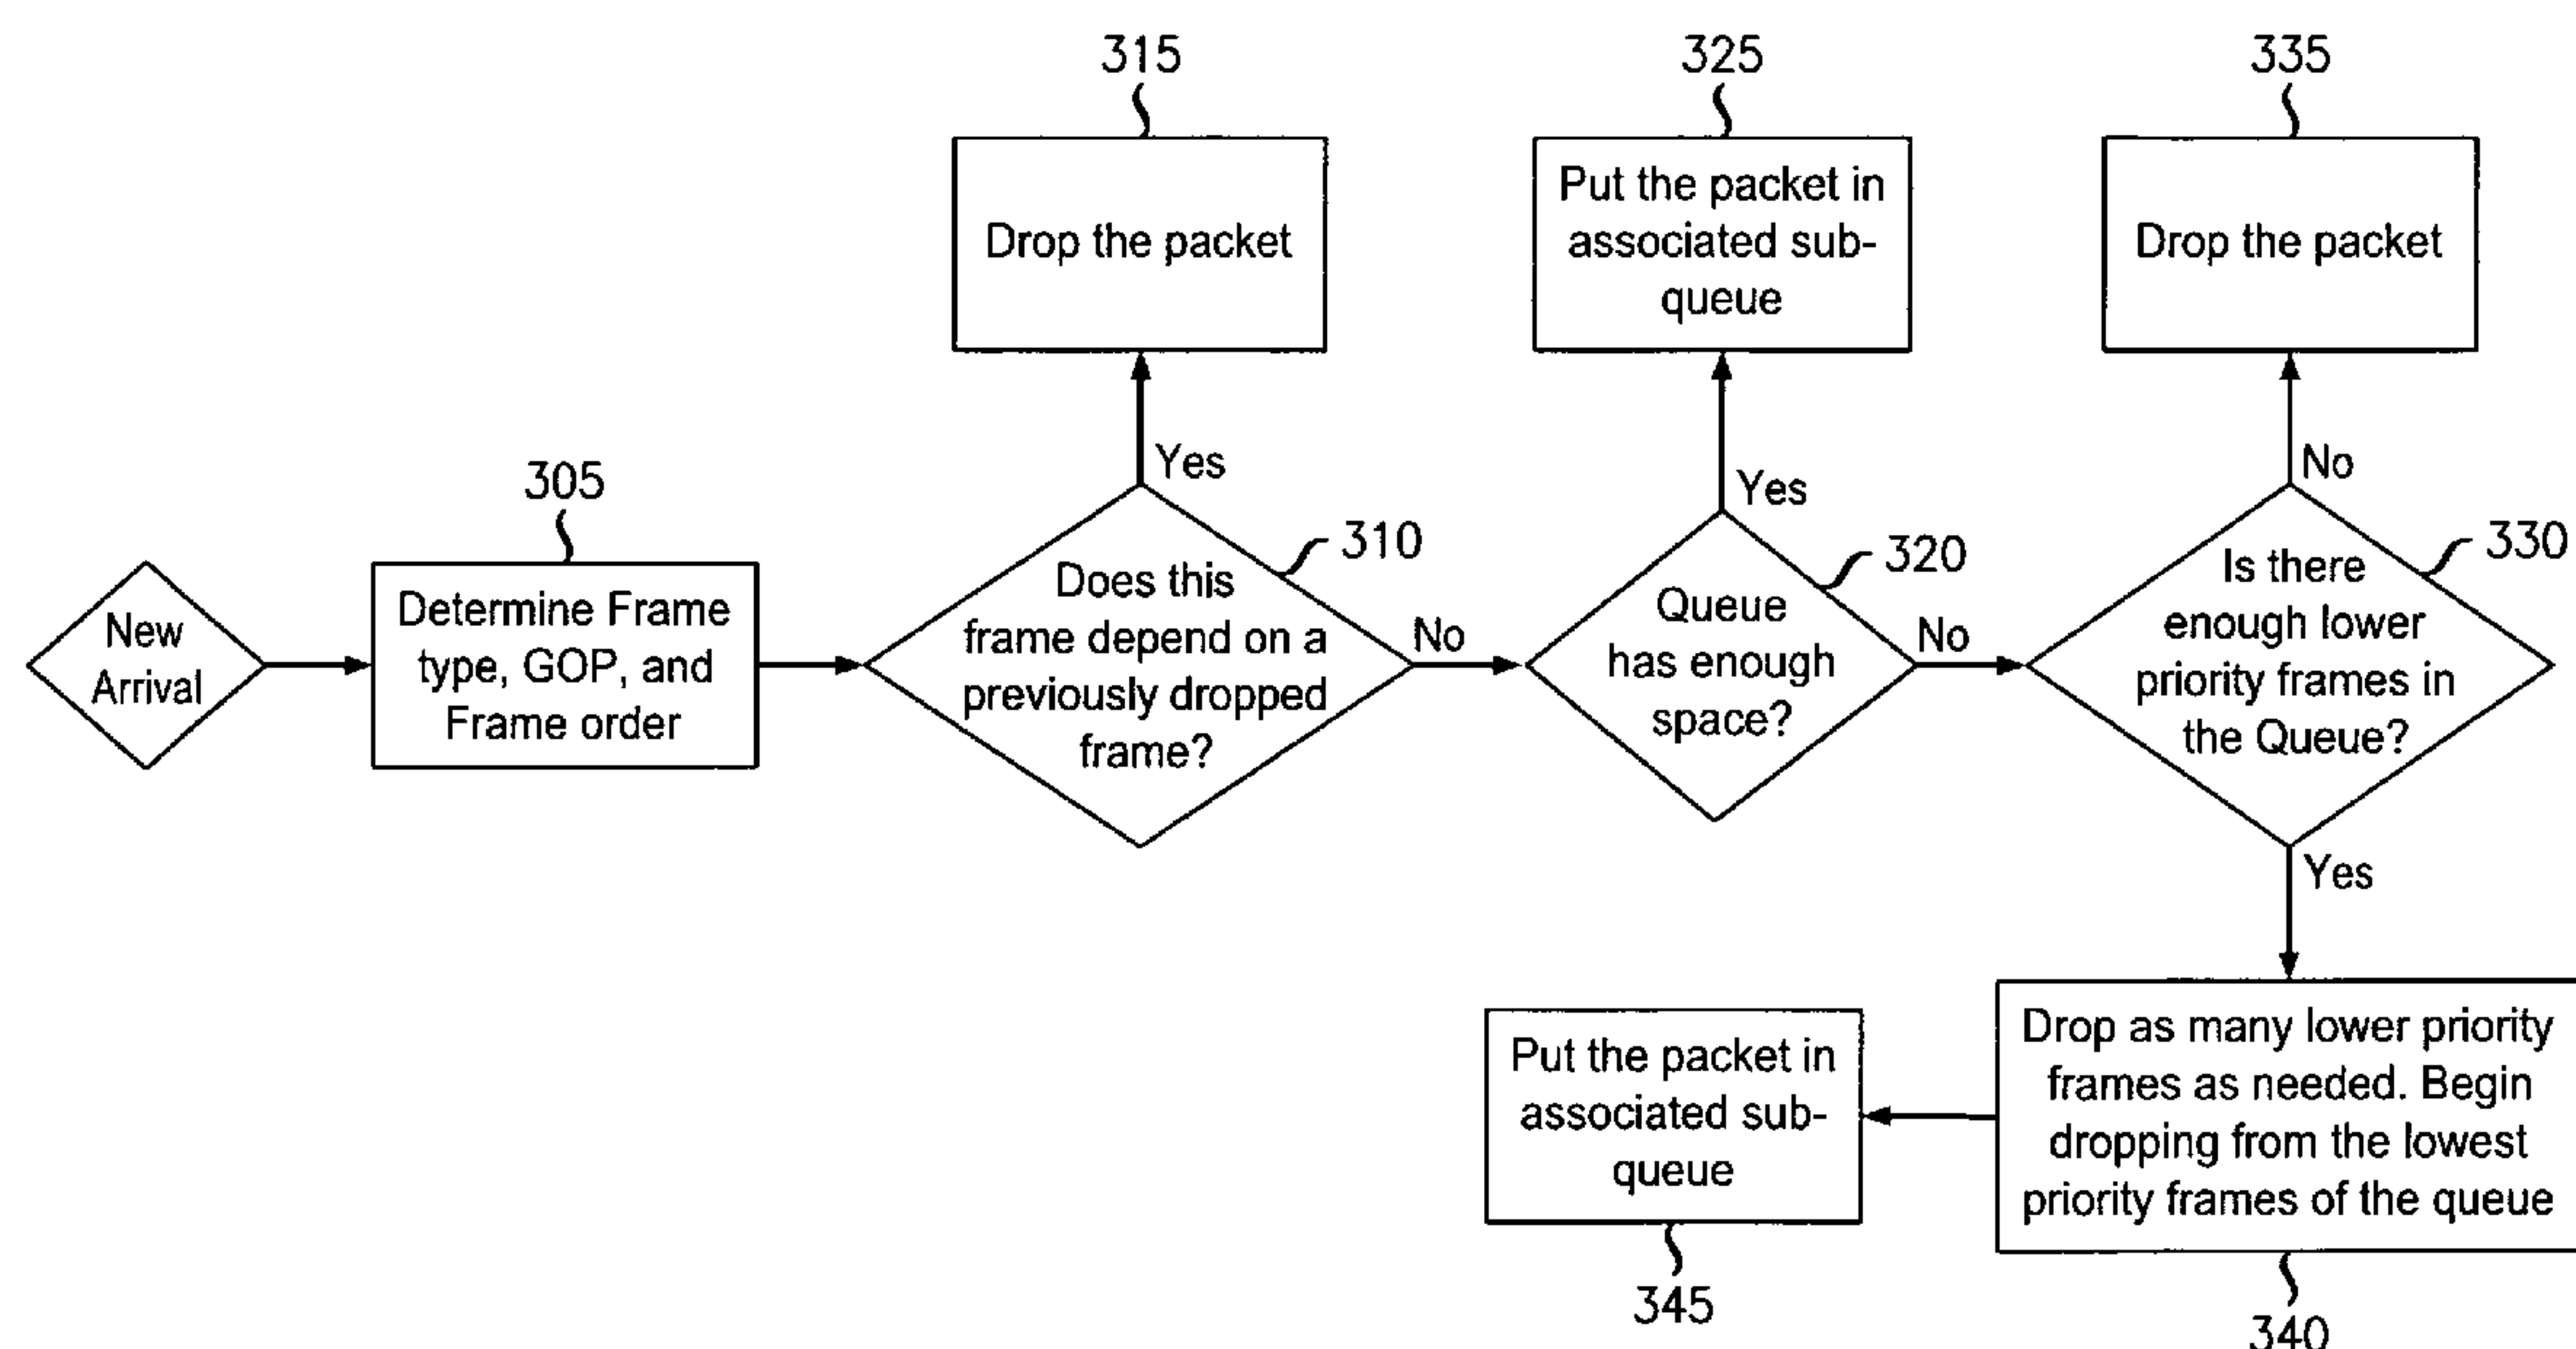 315
325
335
Drop the packet
Put the packet in
associated sub-
queue
Drop the packet
Yes
Yes
No
305
310
320
330
New
Arrival
Determine Frame
type, GOP, and
Frame order
Does this
frame depend on a
previously dropped
frame?
No
Queue
has enough
space?
No
Is there
enough lower
priority frames in
the Queue?
Yes
Put the packet in
associated sub-
queue
Drop as many lower priority
frames as needed. Begin
dropping from the lowest
priority frames of the queue
345
340